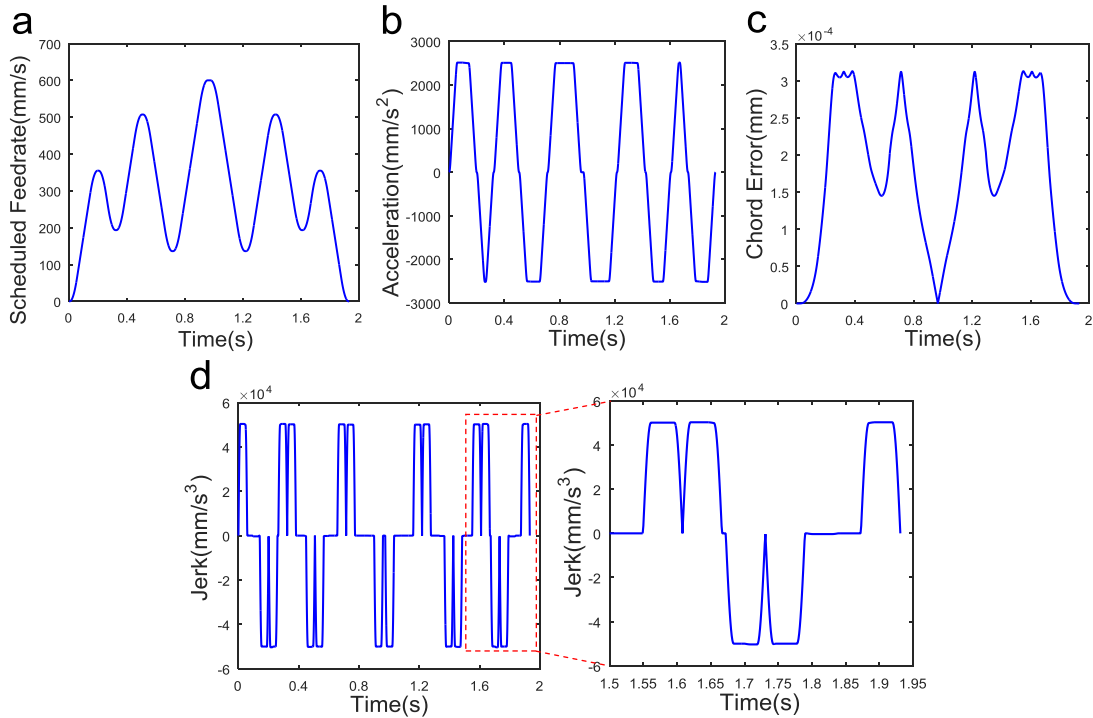 a
Scheduled Feedrate(mm/s)
700
600
500
400
300
200
100
0
0 0.4 0.8 1.2 1.6 2
Time(s)
b
Acceleration(mm/s²)
3000
2000
1000
0
-1000
-2000
-3000
0 0.4 0.8 1.2 1.6 2
Time(s)
c
×10⁻⁴
Chord Error(mm)
3.5
3
2.5
2
1.5
1
0.5
0
0 0.4 0.8 1.2 1.6 2
Time(s)
d
×10⁴
Jerk(mm/s³)
6
4
2
0
-2
-4
-6
0 0.4 0.8 1.2 1.6 2
Time(s)
×10⁴
Jerk(mm/s³)
6
4
2
0
-2
-4
-6
1.5 1.55 1.6 1.65 1.7 1.75 1.8 1.85 1.9 1.95
Time(s)